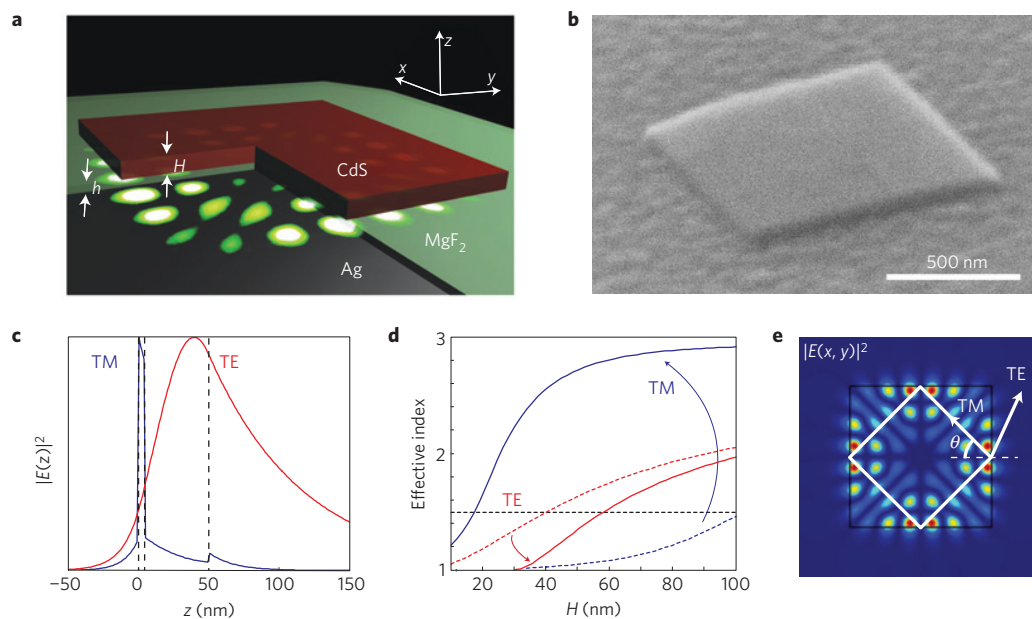 a
z
x
y
H
h
CdS
MgF₂
Ag
b
500 nm
c
TM
TE
|E(z)|²
−50
0
50
100
150
z (nm)
d
3
2
1
TM
TE
Effective index
20
40
60
80
100
H (nm)
e
|E(x, y)|²
TE
TM
θ